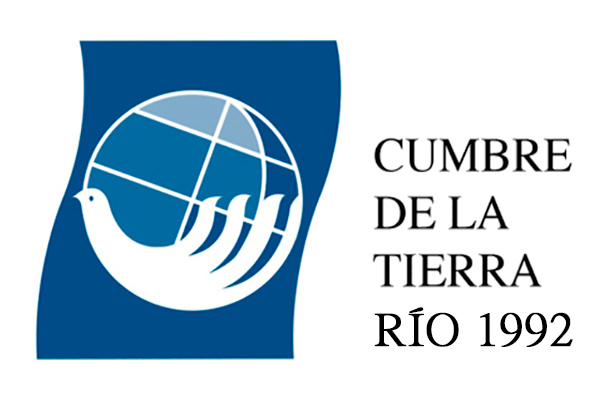 CUMBRE
DE LA
TIERRA
RÍO 1992